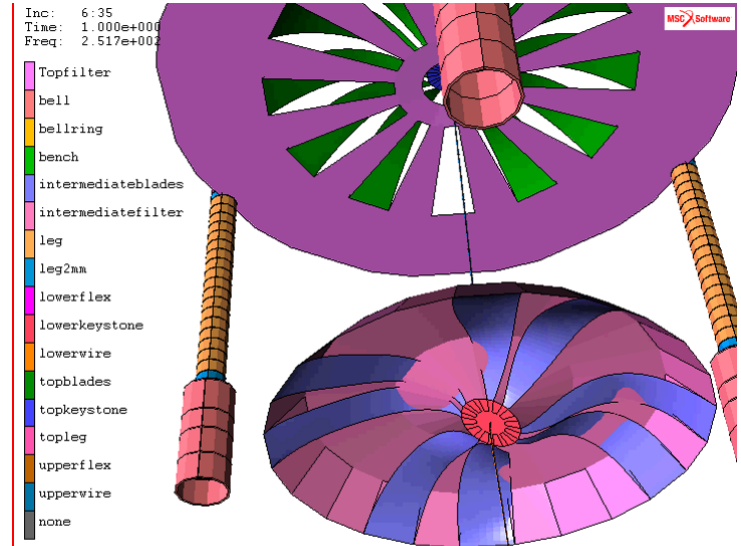 Inc: 6:35
Time: 1.000e+000
Freq: 2.517e+002
MSC Software
Topfilter
bell
bellring
bench
intermediateblades
intermediatefilter
leg
leg2mm
lowerflex
lowerkeystone
lowerwire
topblades
topkeystone
topleg
upperflex
upperwire
none